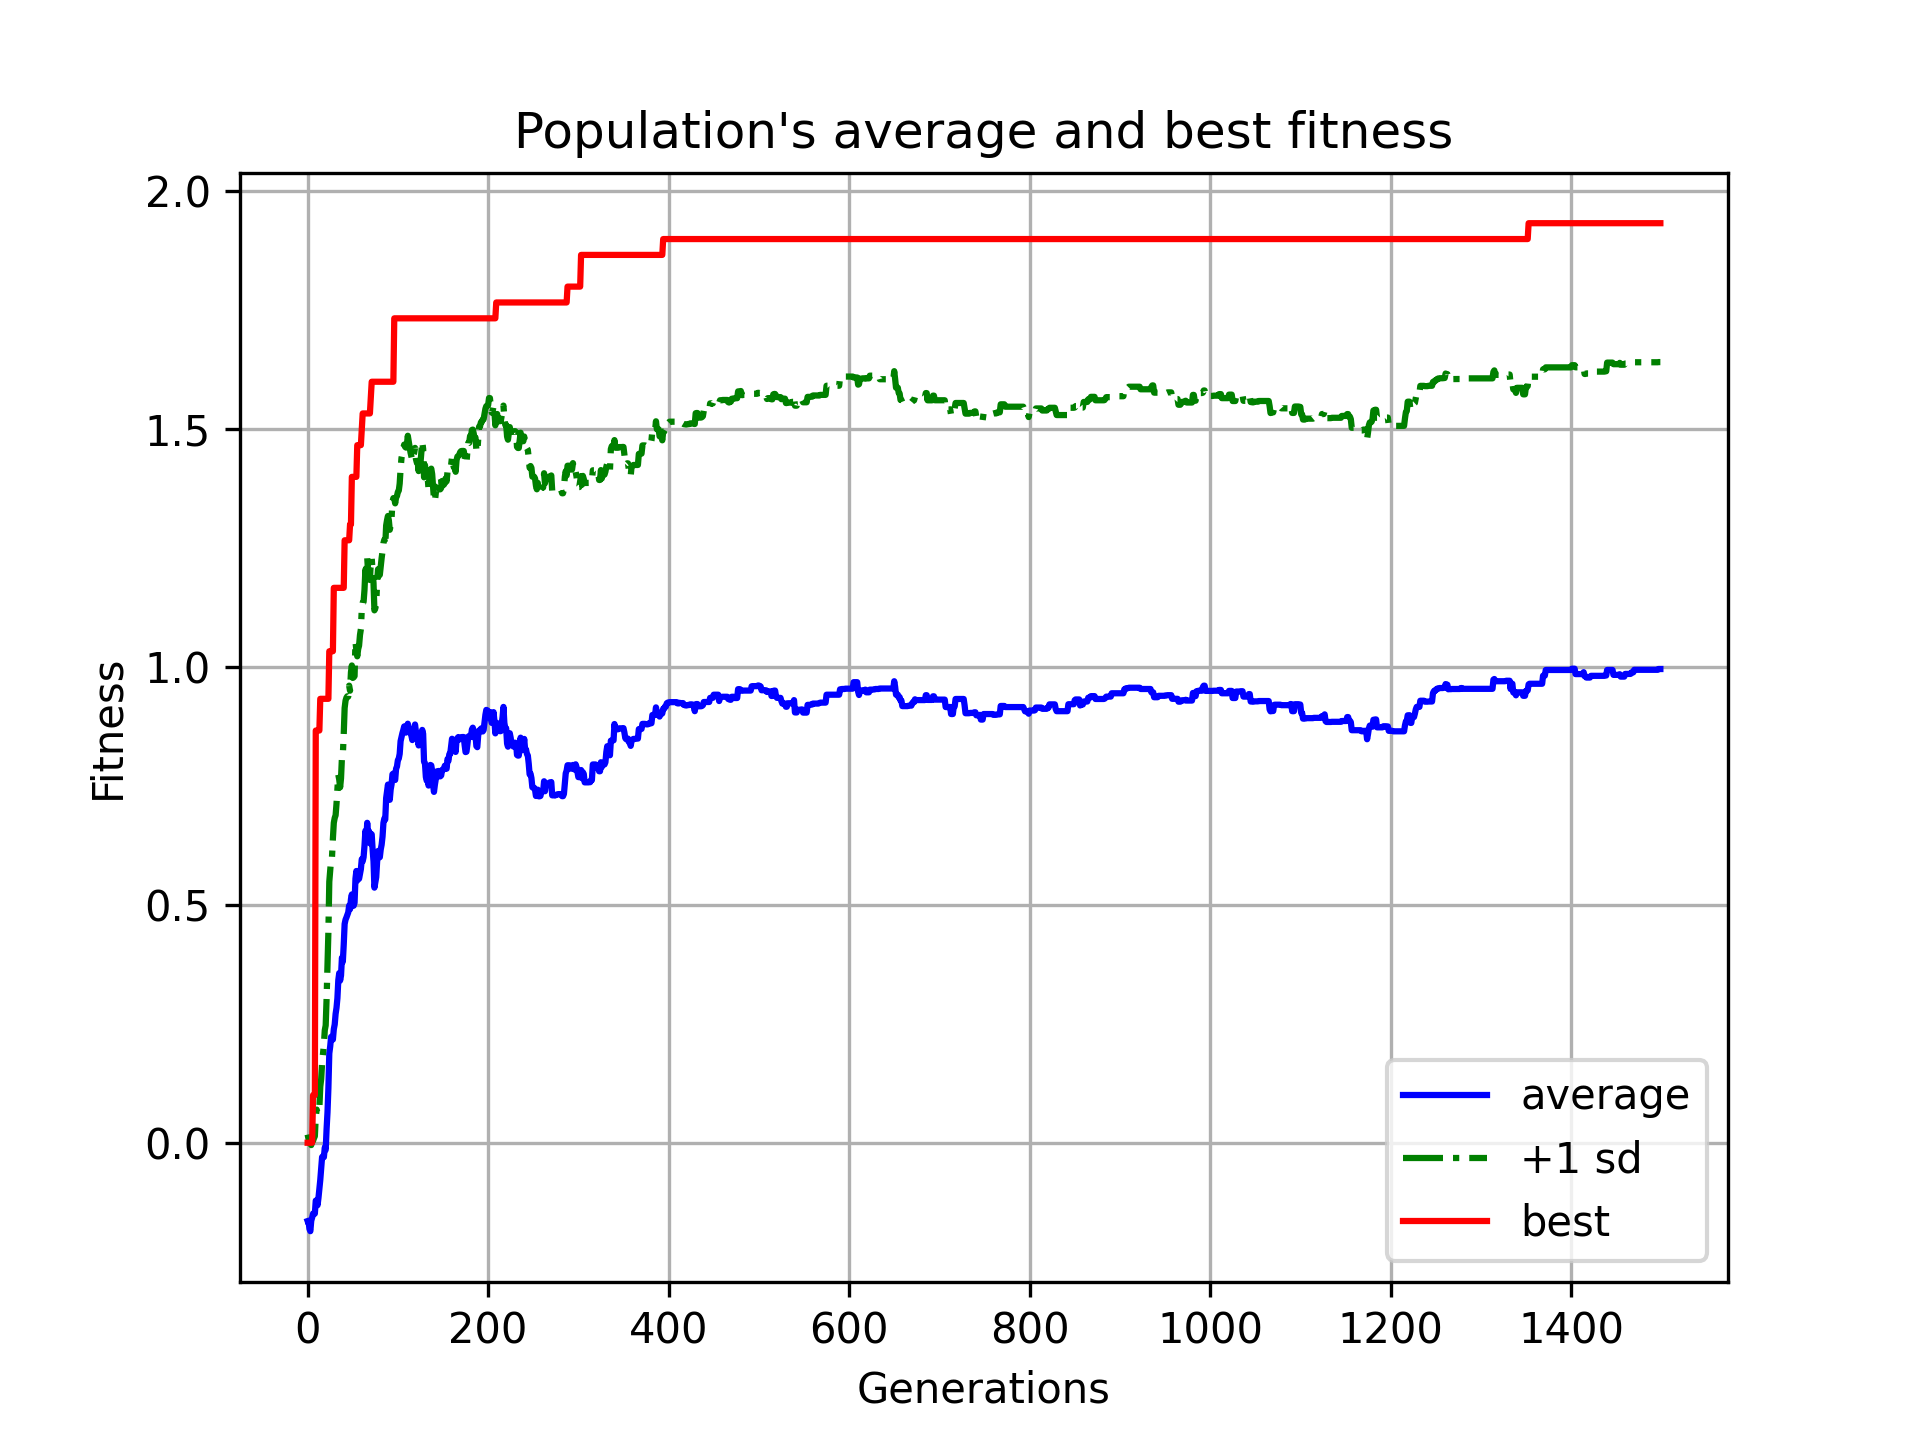 Population's average and best fitness
2.0
1.5
1.0
0.5
0.0
Fitness
0
200
400
600
800
1000
1200
1400
Generations
average
+1 sd
best